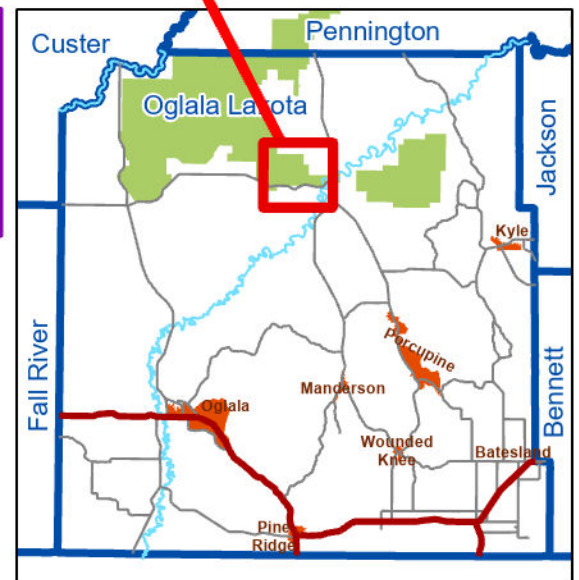 Custer
Pennington
Oglala Lakota
Jackson
Kyle
Fall River
Porcupine
Manderson
Oglala
Bennett
Wounded
Knee
Batesland
Pine
Ridge